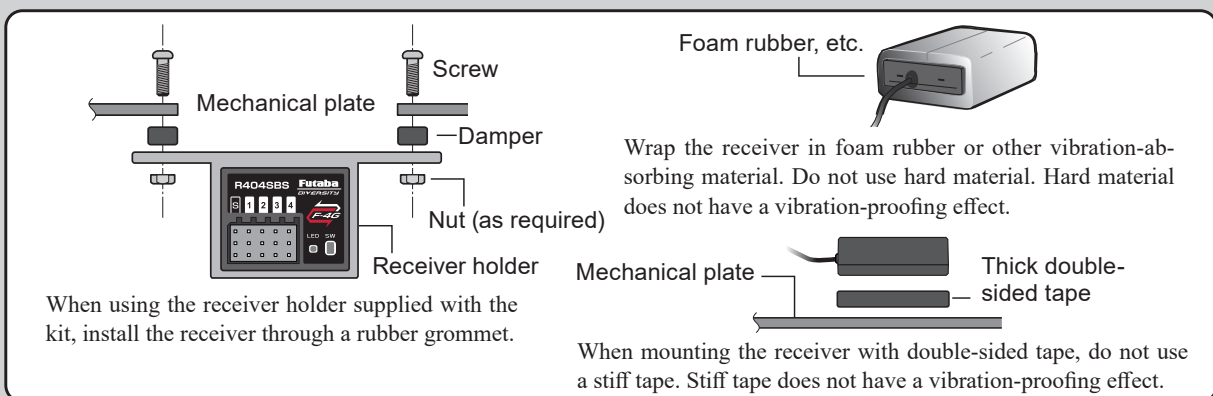 Screw
Mechanical plate
Damper
R404SBS Futaba
DIVERSITY
S 1 2 3 4
F-4G
LED SW
Nut (as required)
Receiver holder
When using the receiver holder supplied with the
kit, install the receiver through a rubber grommet.
Foam rubber, etc.
Wrap the receiver in foam rubber or other vibration-ab-
sorbing material. Do not use hard material. Hard material
does not have a vibration-proofing effect.
Mechanical plate
Thick double-
sided tape
When mounting the receiver with double-sided tape, do not use
a stiff tape. Stiff tape does not have a vibration-proofing effect.